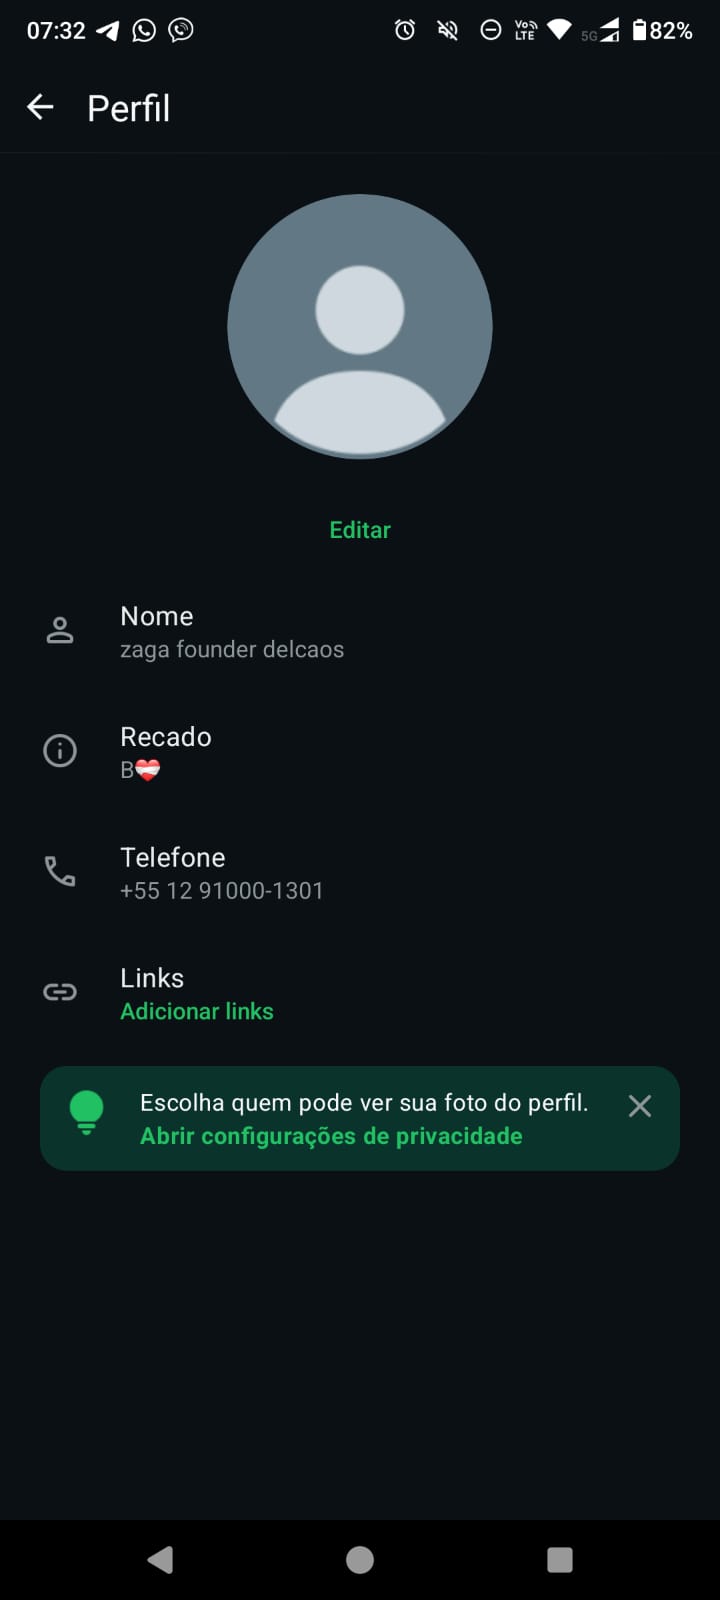 07:32 Vo LTE 5G 82%
Perfil
Editar
Nome
zaga founder delcaos
Recado
B❤️‍🩹
Telefone
+55 12 91000-1301
Links
Adicionar links
Escolha quem pode ver sua foto do perfil.
Abrir configurações de privacidade